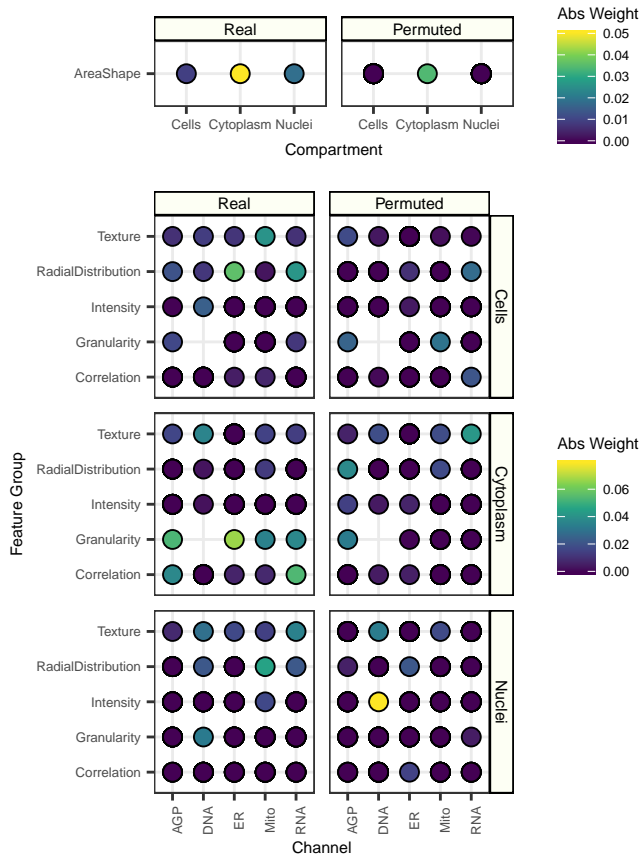 Real
Permuted
AreaShape
Cells
Cytoplasm
Nuclei
Cells
Cytoplasm
Nuclei
Compartment
Abs Weight
0.05
0.04
0.03
0.02
0.01
0.00
Real
Permuted
Texture
RadialDistribution
Intensity
Granularity
Correlation
Cells
Texture
RadialDistribution
Intensity
Granularity
Correlation
Cytoplasm
Texture
RadialDistribution
Intensity
Granularity
Correlation
Nuclei
Feature Group
AGP
DNA
ER
Mito
RNA
AGP
DNA
ER
Mito
RNA
Channel
Abs Weight
0.06
0.04
0.02
0.00